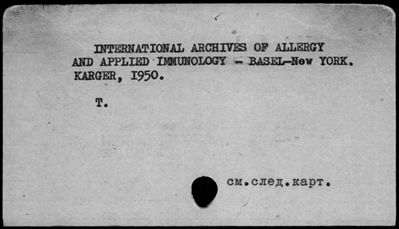 INTERNATIONAL ARCHIVES OF ALLERGY
AND APPLIED IMMUNOLOGY - BASEL-New YORK.
KARGER, 1950.
T.
см.след.карт.